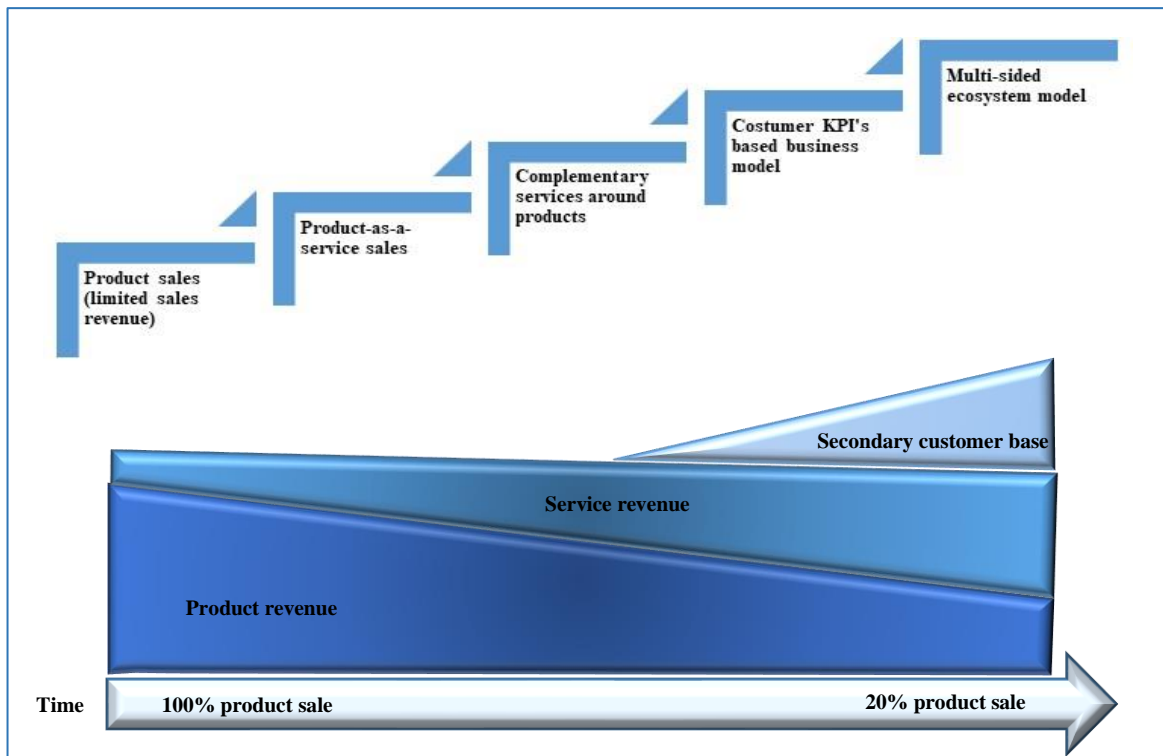 Product sales
(limited sales
revenue)
Product-as-a-
service sales
Complementary
services around
products
Costumer KPI's
based business
model
Multi-sided
ecosystem model
Secondary customer base
Service revenue
Product revenue
Time
100% product sale
20% product sale